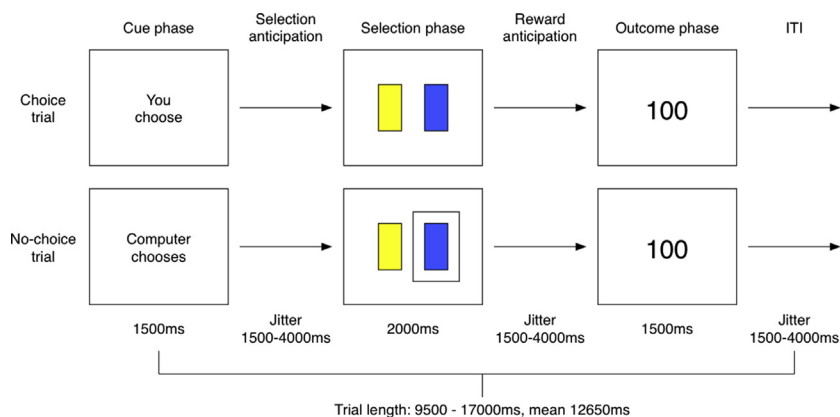 Cue phase
Selection
anticipation
Selection phase
Reward
anticipation
Outcome phase
ITI
Choice
trial
You
choose
100
No-choice
trial
Computer
chooses
100
1500ms
Jitter
1500-4000ms
2000ms
Jitter
1500-4000ms
1500ms
Jitter
1500-4000ms
Trial length: 9500 - 17000ms, mean 12650ms